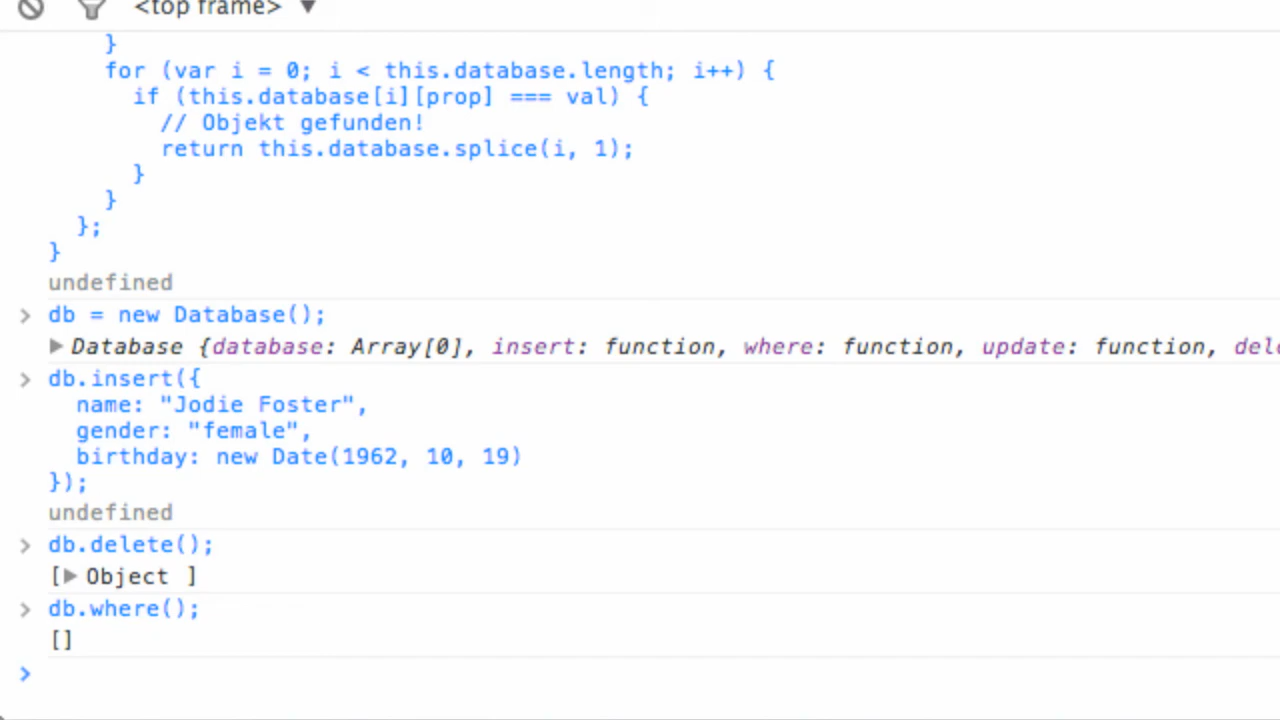 <top frame> ▼
}
for (var i = 0; i < this.database.length; i++) {
if (this.database[i][prop] === val) {
// Objekt gefunden!
return this.database.splice(i, 1);
}
}
};
}
undefined
> db = new Database();
▶ Database {database: Array[0], insert: function, where: function, update: function, dele
> db.insert({
name: "Jodie Foster",
gender: "female",
birthday: new Date(1962, 10, 19)
});
undefined
> db.delete();
[▶ Object ]
> db.where();
[]
>